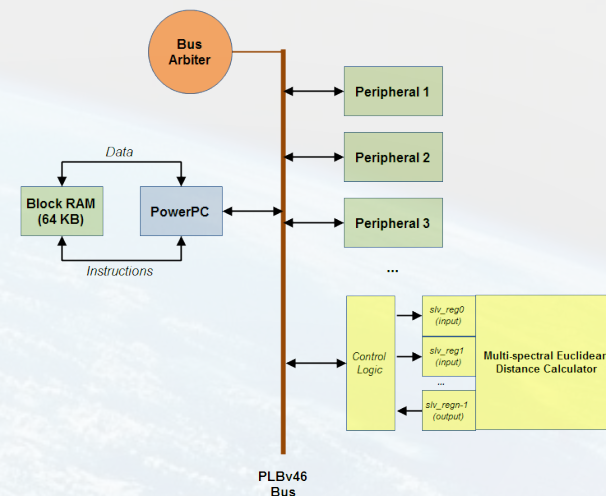 Bus
Arbiter
Peripheral 1
Peripheral 2
Data
Block RAM
(64 KB)
PowerPC
Peripheral 3
Instructions
...
slv_reg0
(input)
Control
Logic
slv_reg1
(input)
...
slv_regn-1
(output)
Multi-spectral Euclidean
Distance Calculator
PLBv46
Bus